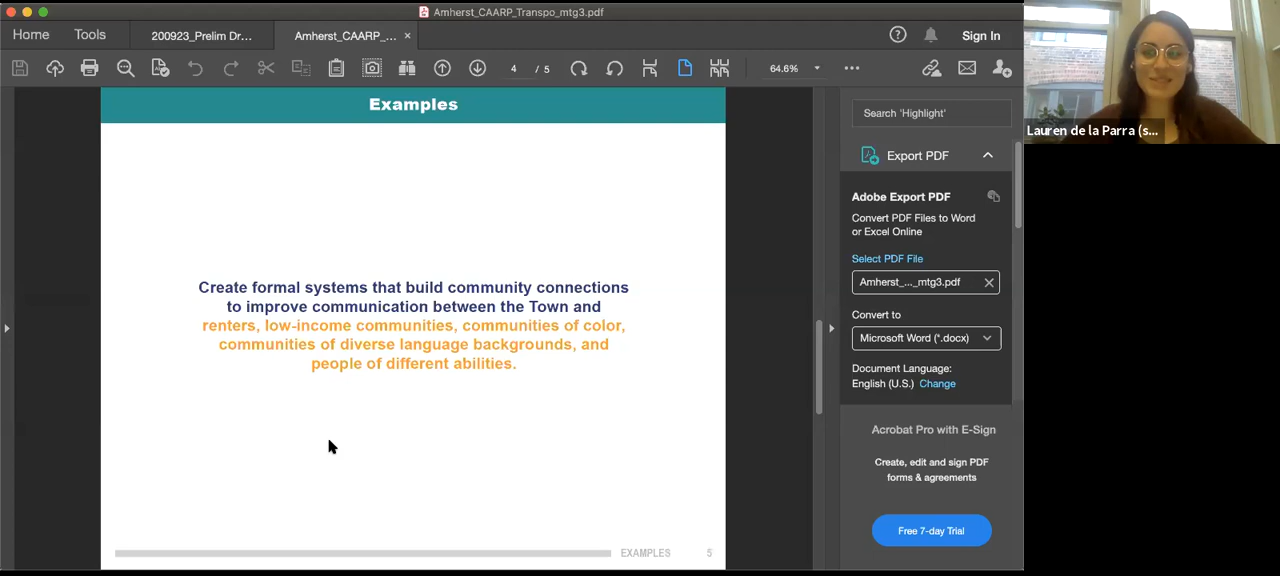 Amherst_CAARP_Transpo_mtg3.pdf
Home
Tools
200923_Prelim Dr...
Amherst_CAARP_... ×
Sign In
4 / 5
64.6%
Examples
Create formal systems that build community connections
to improve communication between the Town and
renters, low-income communities, communities of color,
communities of diverse language backgrounds, and
people of different abilities.
EXAMPLES 5
Search 'Highlight'
Export PDF
Adobe Export PDF
Convert PDF Files to Word
or Excel Online
Select PDF File
Amherst_..._mtg3.pdf
Convert to
Microsoft Word (*.docx)
Document Language:
English (U.S.) Change
Acrobat Pro with E-Sign
Create, edit and sign PDF
forms & agreements
Free 7-day Trial
Lauren de la Parra (s...